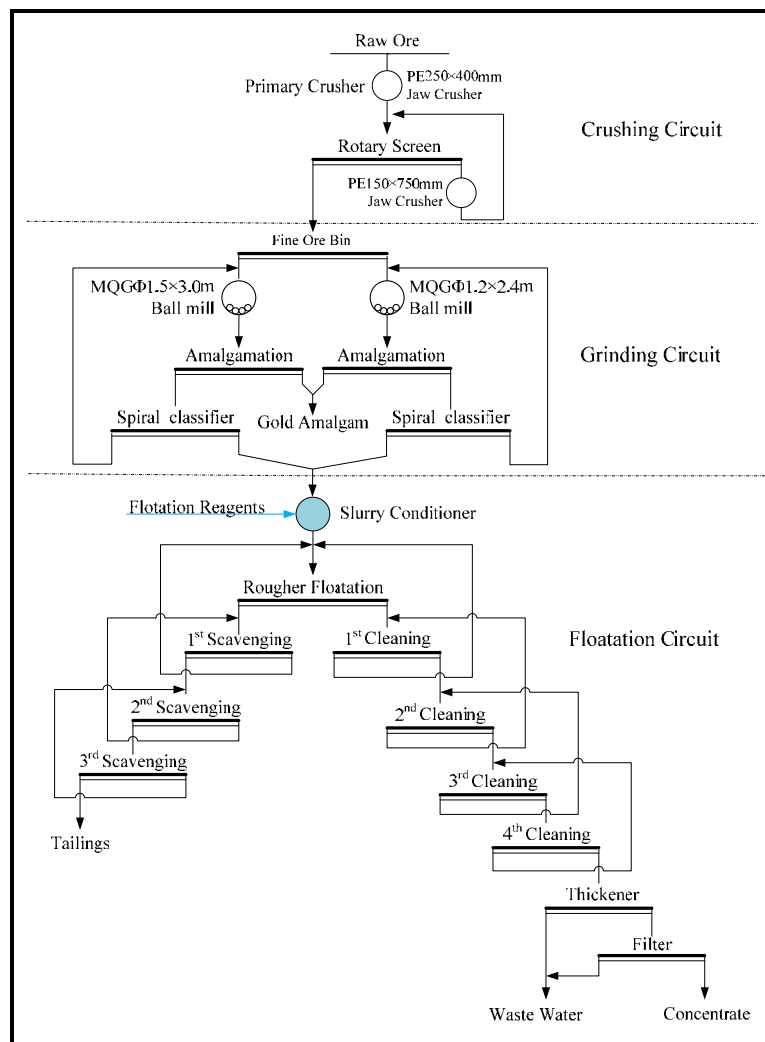 Raw Ore
Primary Crusher
PE250×400mm
Jaw Crusher
Crushing Circuit
Rotary Screen
PE150×750mm
Jaw Crusher
Fine Ore Bin
MQGΦ1.5×3.0m
Ball mill
MQGΦ1.2×2.4m
Ball mill
Amalgamation
Amalgamation
Grinding Circuit
Spiral classifier
Gold Amalgam
Spiral classifier
Flotation Reagents
Slurry Conditioner
Rougher Floatation
1st Scavenging
1st Cleaning
Floatation Circuit
2nd Scavenging
2nd Cleaning
3rd Scavenging
3rd Cleaning
Tailings
4th Cleaning
Thickener
Filter
Waste Water
Concentrate